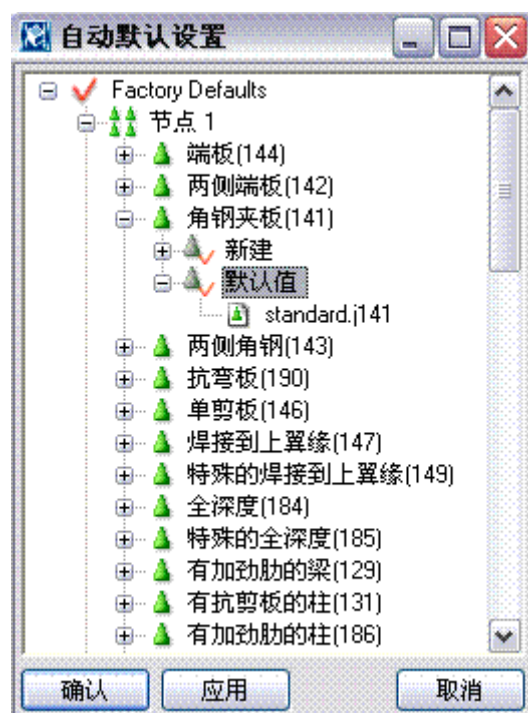 自动默认设置
Factory Defaults
节点 1
端板(144)
两侧端板(142)
角钢夹板(141)
新建
默认值
standard.j141
两侧角钢(143)
抗弯板(190)
单剪板(146)
焊接到上翼缘(147)
特殊的焊接到上翼缘(149)
全深度(184)
特殊的全深度(185)
有加劲肋的梁(129)
有抗剪板的柱(131)
有加劲肋的柱(186)
确认 应用 取消